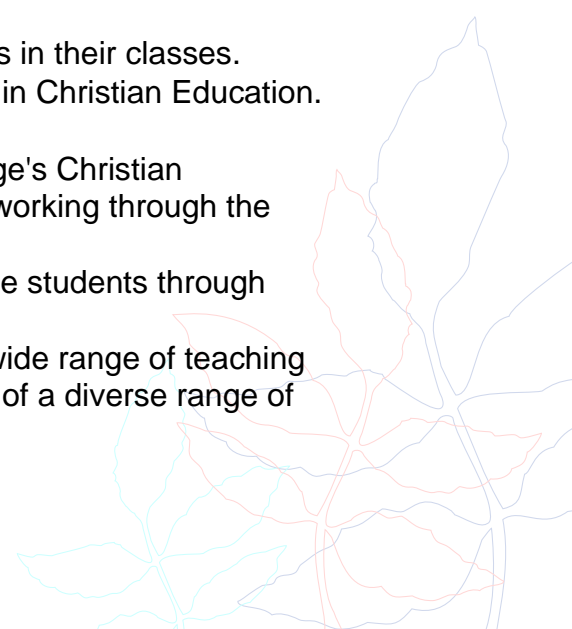 s in their classes.
in Christian Education.
ge's Christian
working through the
e students through
wide range of teaching
of a diverse range of